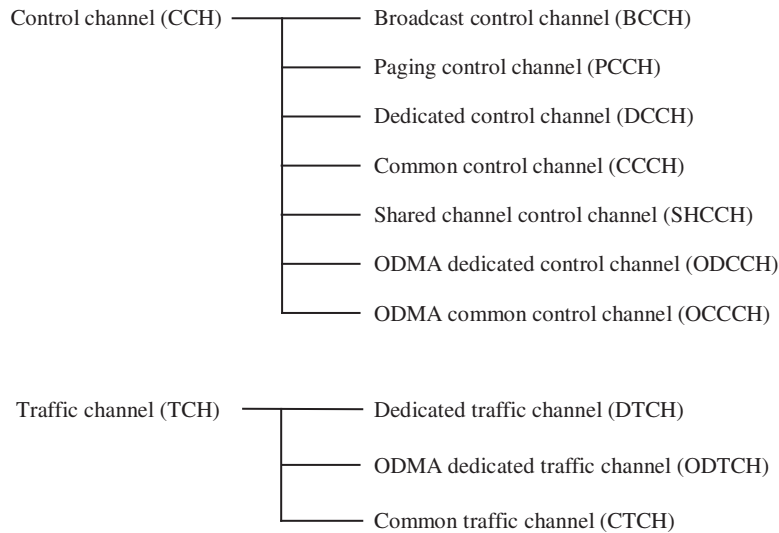 Control channel (CCH) Broadcast control channel (BCCH)
Paging control channel (PCCH)
Dedicated control channel (DCCH)
Common control channel (CCCH)
Shared channel control channel (SHCCH)
ODMA dedicated control channel (ODCCH)
ODMA common control channel (OCCCH)
Traffic channel (TCH) Dedicated traffic channel (DTCH)
ODMA dedicated traffic channel (ODTCH)
Common traffic channel (CTCH)